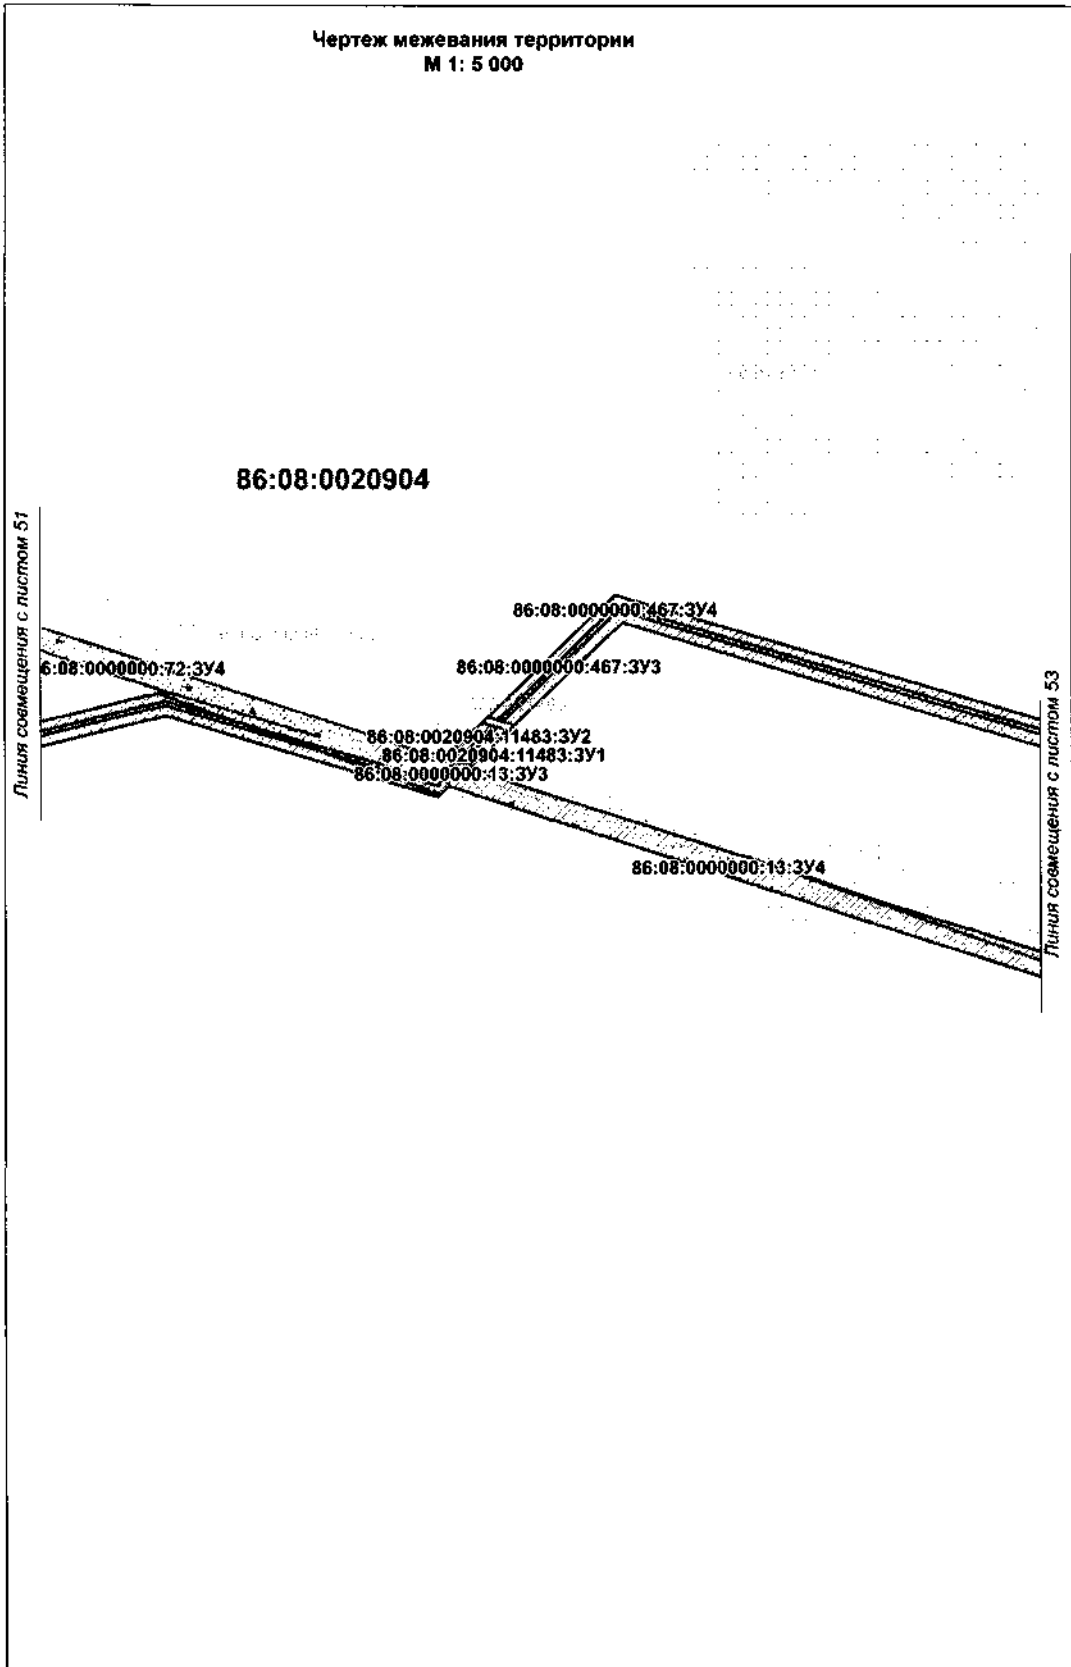 Чертеж межевания территории
М 1: 5 000
86:08:0020904
Линия совмещения с листом 51
86:08:0000000:467:ЗУ4
6:08:0000000:72:ЗУ4
86:08:0000000:467:ЗУ3
86:08:0020904:11483:ЗУ2
86:08:0020904:11483:ЗУ1
86:08:0000000:13:ЗУ3
86:08:0000000:13:ЗУ4
Линия совмещения с листом 53